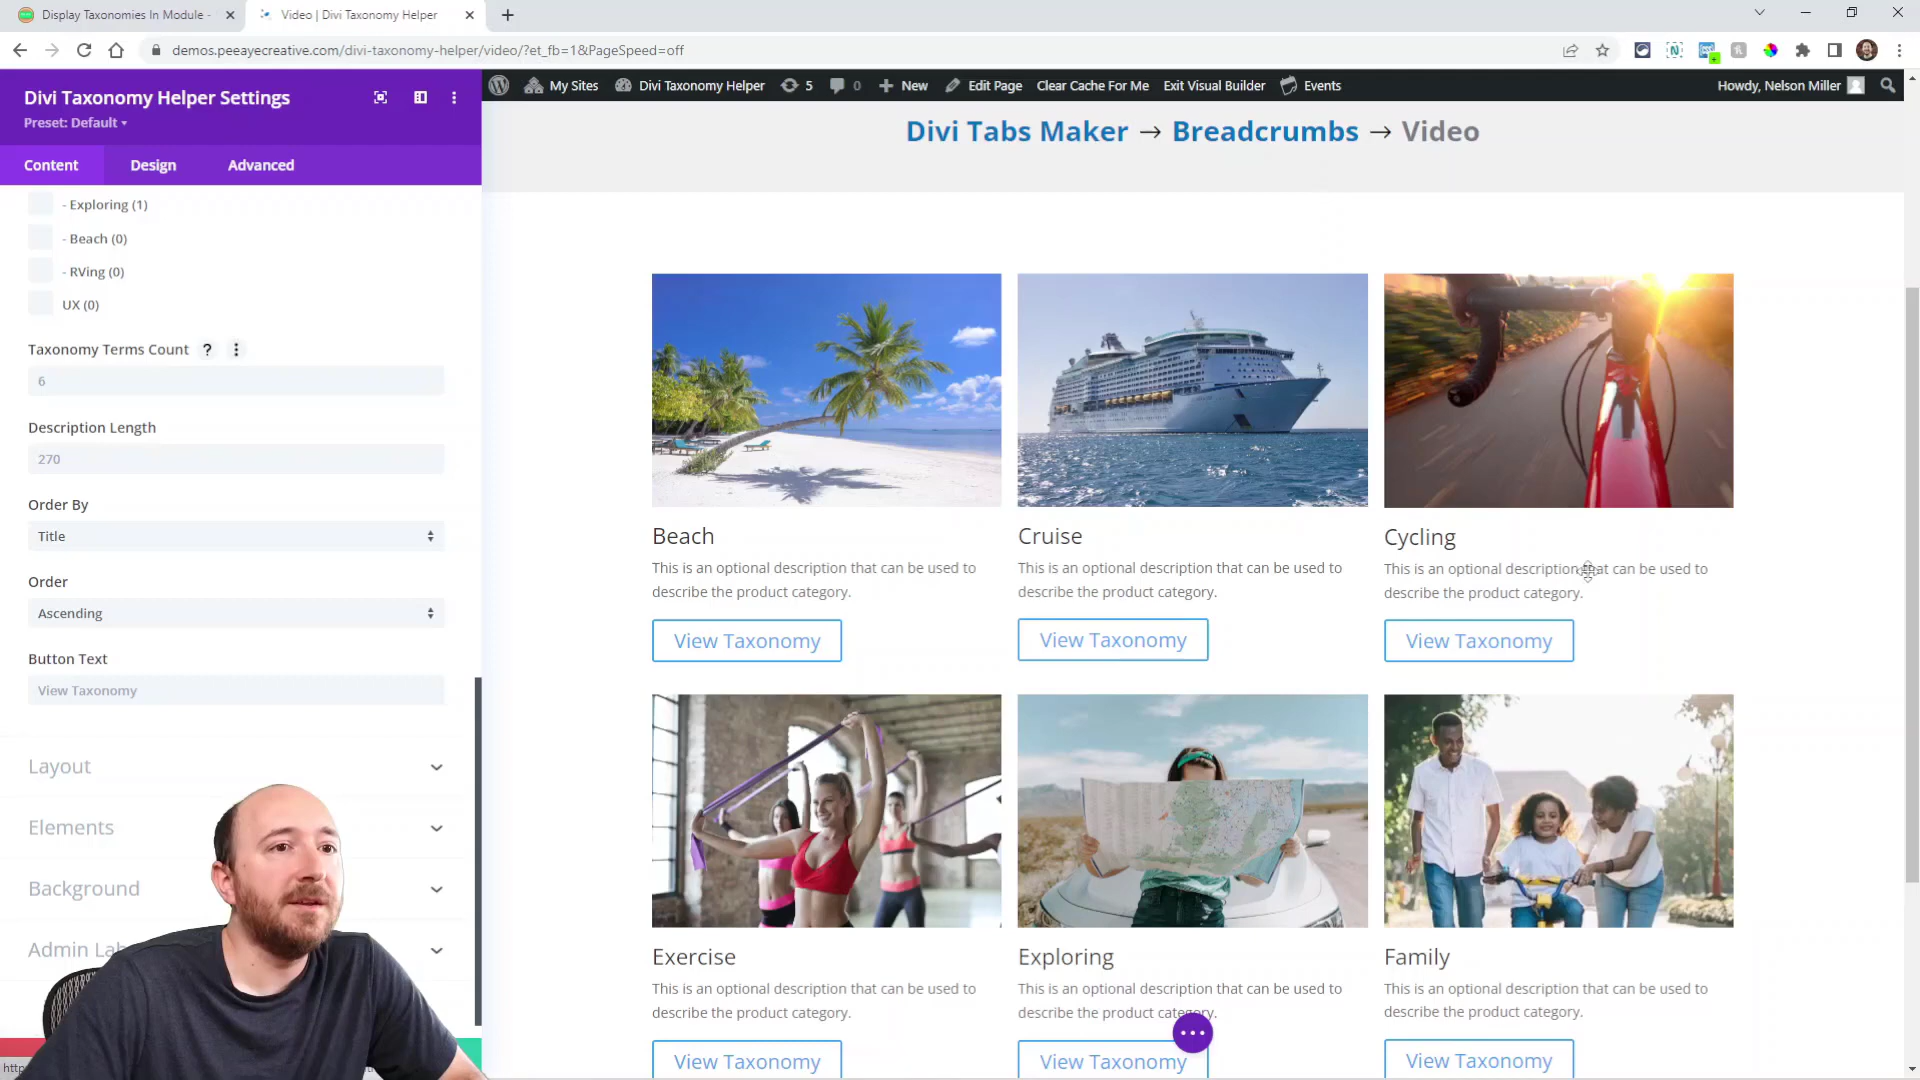 Display Taxonomies In Module -
Video | Divi Taxonomy Helper
demos.peeayecreative.com/divi-taxonomy-helper/video/?et_fb=1&PageSpeed=off
Divi Taxonomy Helper Settings
Preset: Default
Content
Design
Advanced
- Exploring (1)
- Beach (0)
- RVing (0)
UX (0)
Taxonomy Terms Count ?
6
Description Length
270
Order By
Title
Order
Ascending
Button Text
View Taxonomy
Layout
Elements
Background
My Sites
Divi Taxonomy Helper
5
0
New
Edit Page
Clear Cache For Me
Exit Visual Builder
Events
Howdy, Nelson Miller
Divi Tabs Maker → Breadcrumbs → Video
Beach
This is an optional description that can be used to
describe the product category.
View Taxonomy
Cruise
This is an optional description that can be used to
describe the product category.
View Taxonomy
Cycling
This is an optional description that can be used to
describe the product category.
View Taxonomy
Exercise
This is an optional description that can be used to
describe the product category.
View Taxonomy
Exploring
This is an optional description that can be used to
describe the product category.
View Taxonomy
Family
This is an optional description that can be used to
describe the product category.
View Taxonomy
Admin